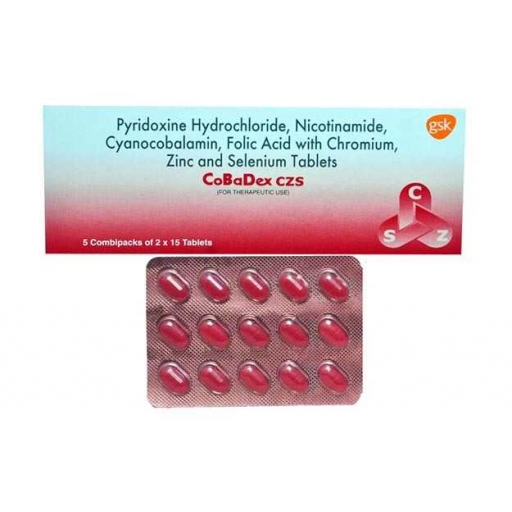 Pyridoxine Hydrochloride, Nicotinamide,
Cyanocobalamin, Folic Acid with Chromium,
Zinc and Selenium Tablets
CoBaDex CZS
(FOR THERAPEUTIC USE)
5 Combipacks of 2 x 15 Tablets
gsk
C
S Z